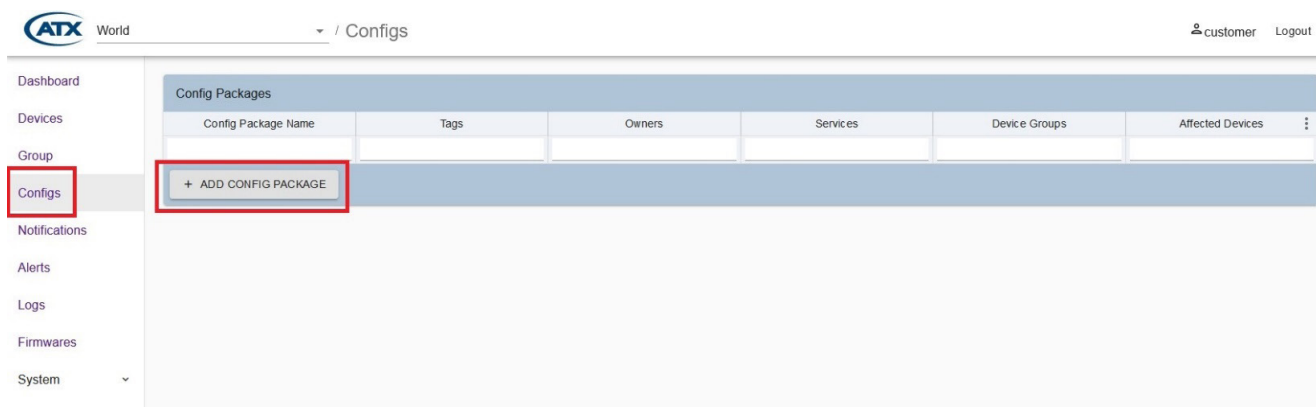 ATX World / Configs customer Logout
Dashboard
Devices
Group
Configs
Notifications
Alerts
Logs
Firmwares
System
Config Packages
Config Package Name Tags Owners Services Device Groups Affected Devices
+ ADD CONFIG PACKAGE